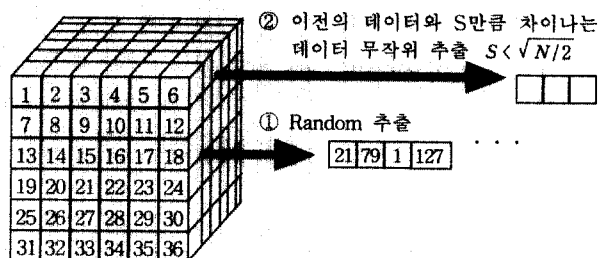 ② 이전의 데이터와 S만큼 차이나는
데이터 무작위 추출 S<√N/2
1 2 3 4 5 6
7 8 9 10 11 12
① Random 추출
13 14 15 16 17 18
21 79 1 127 . . .
19 20 21 22 23 24
25 26 27 28 29 30
31 32 33 34 35 36